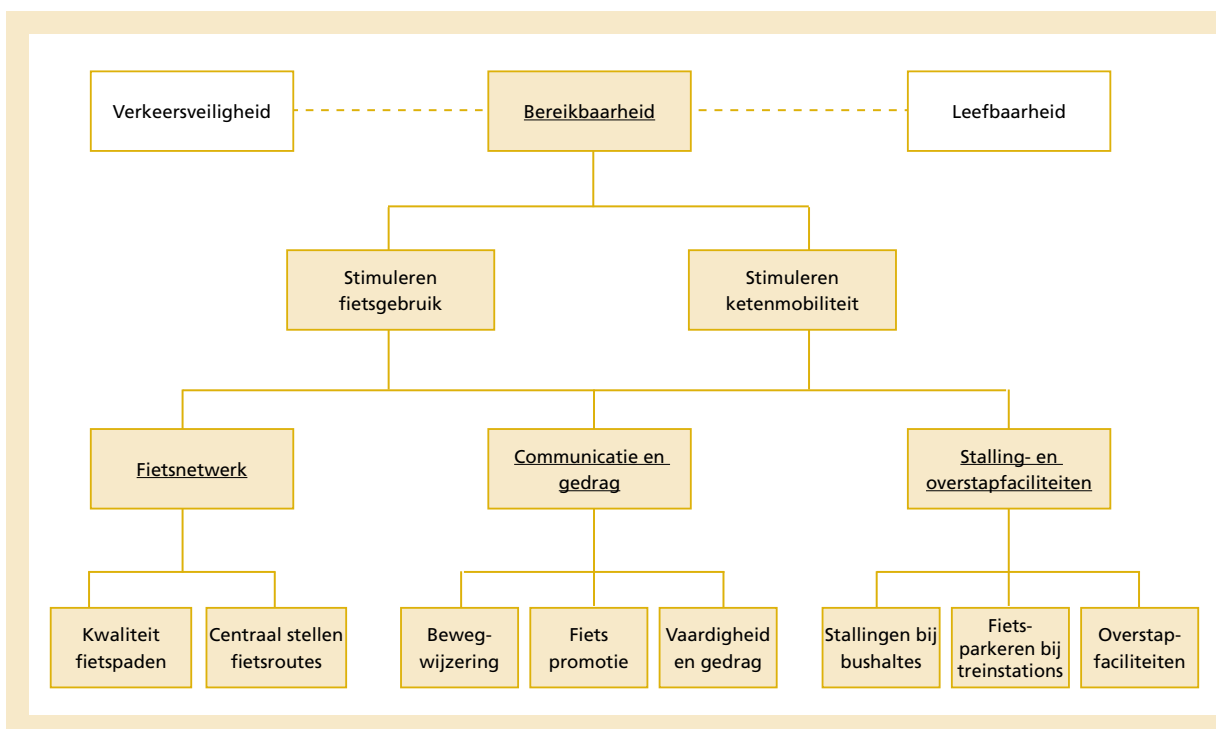 Verkeersveiligheid
Bereikbaarheid
Leefbaarheid
Stimuleren
fietsgebruik
Stimuleren
ketenmobiliteit
Fietsnetwerk
Communicatie en
gedrag
Stalling- en
overstapfaciliteiten
Kwaliteit
fietspaden
Centraal stellen
fietsroutes
Beweg-
wijzering
Fiets
promotie
Vaardigheid
en gedrag
Stallingen bij
bushaltes
Fiets-
parkeren bij
treinstations
Overstap-
faciliteiten